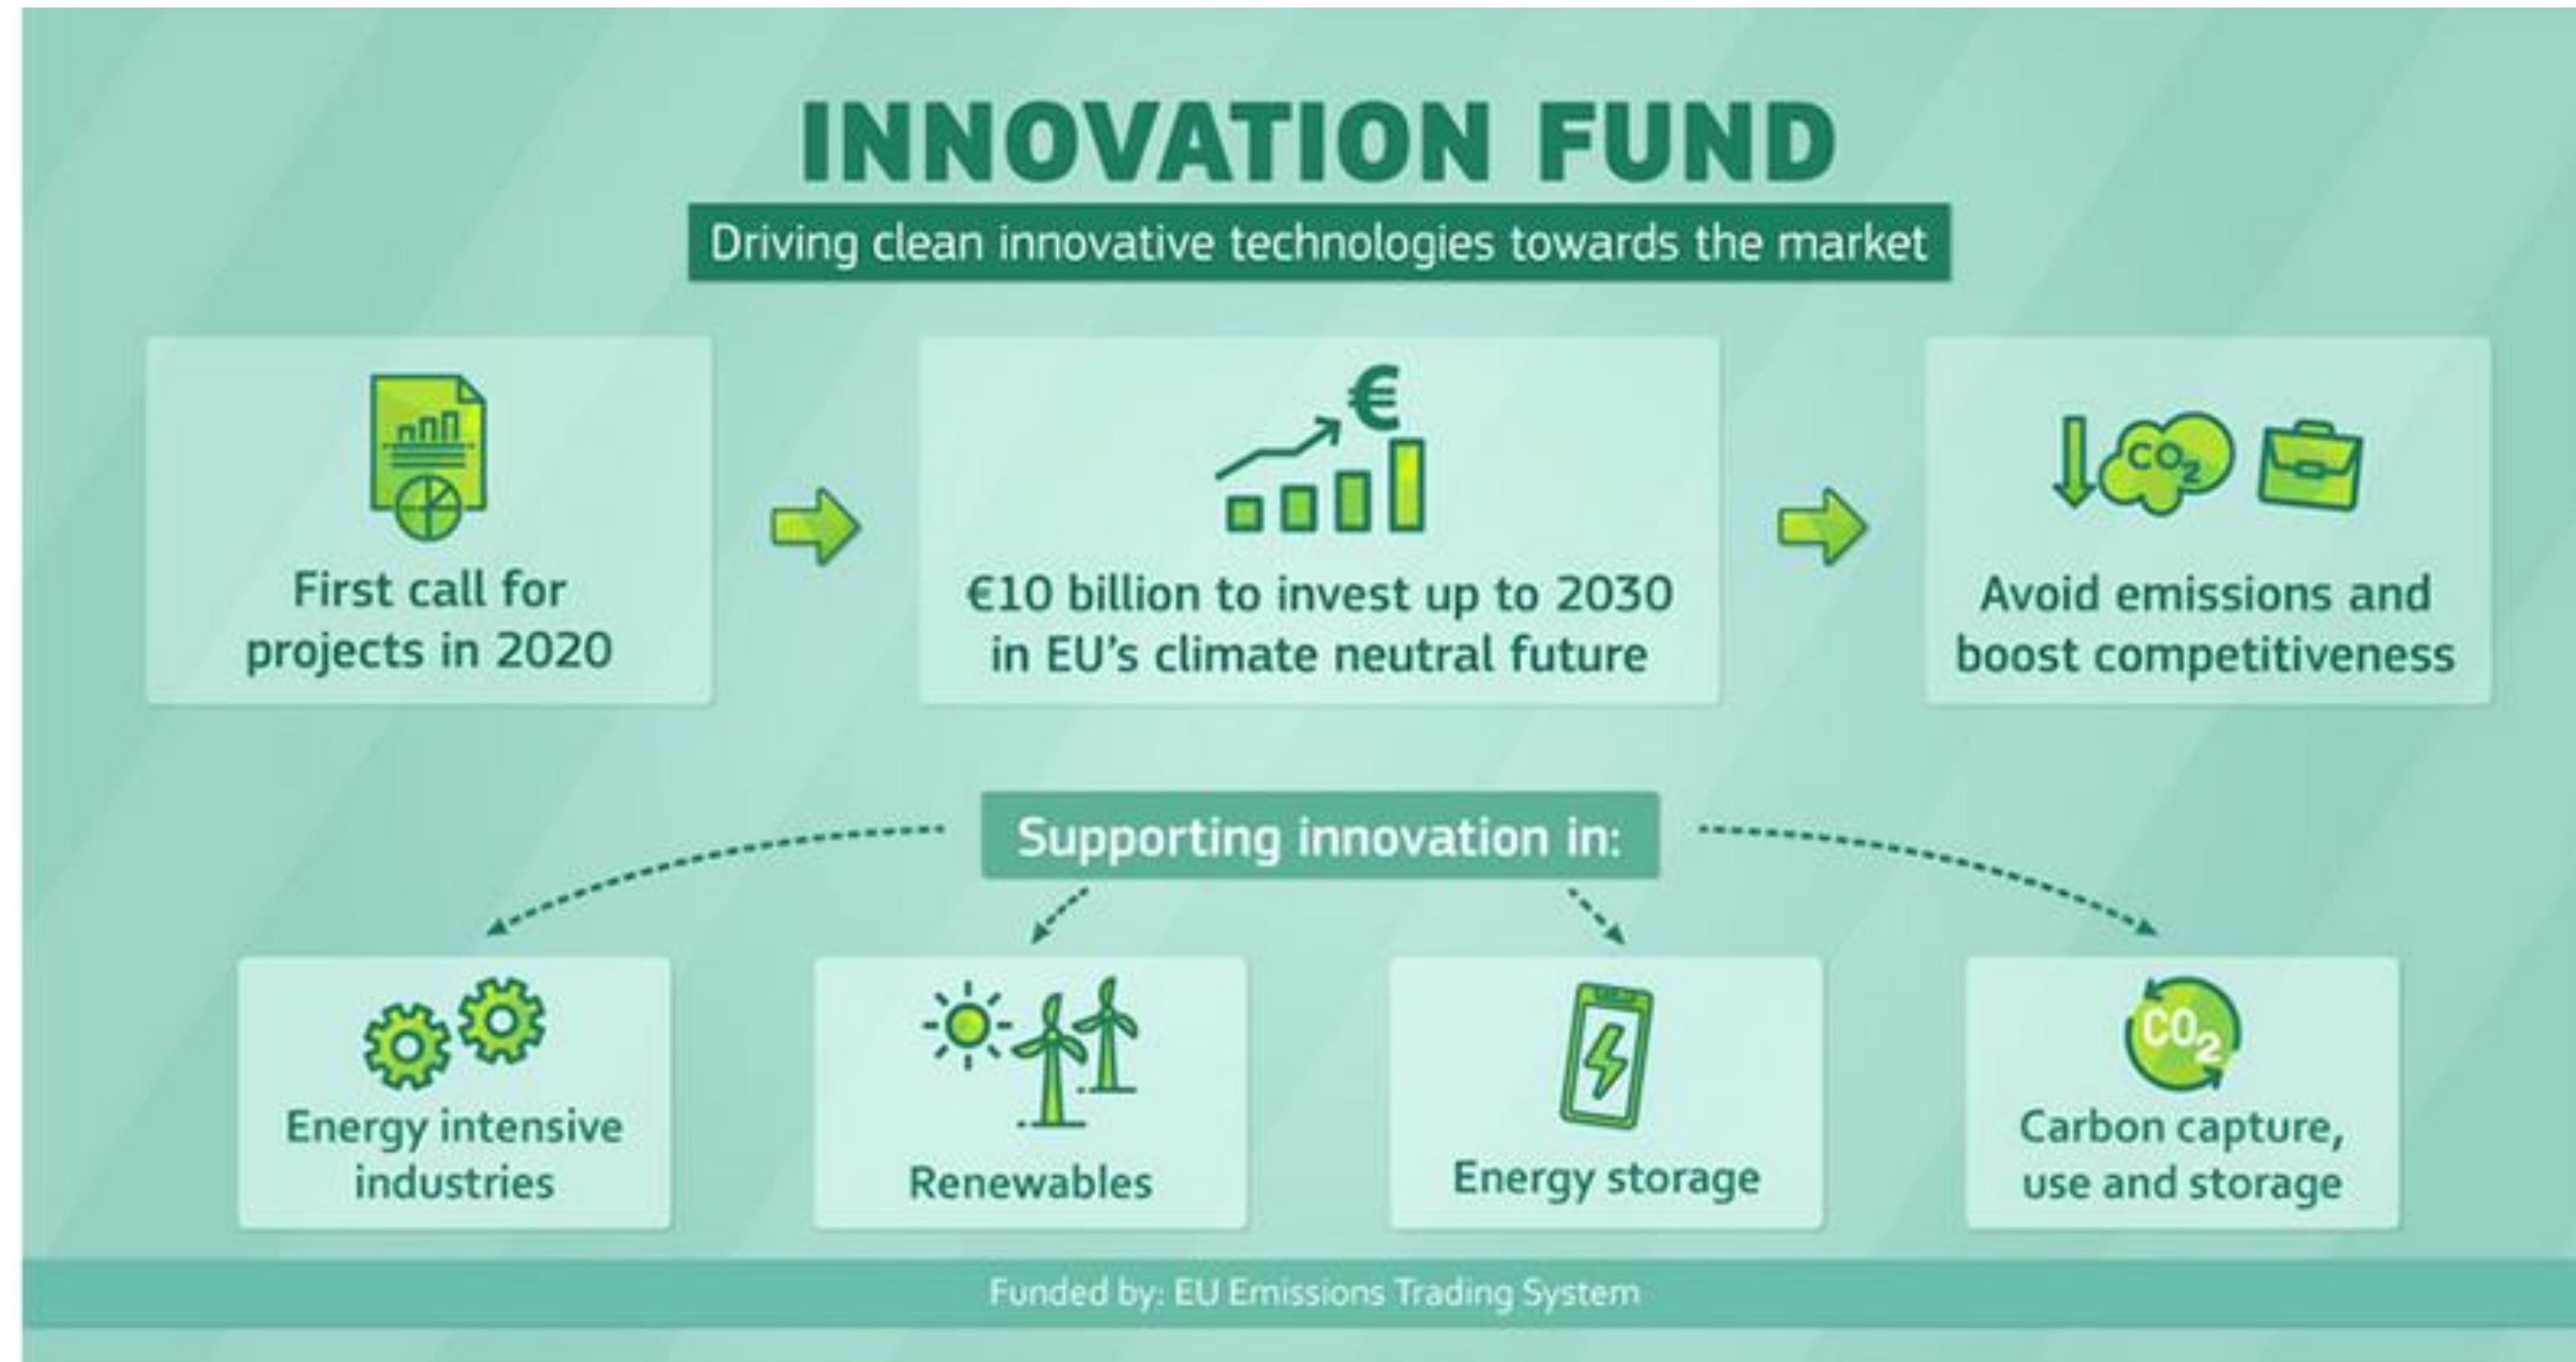 INNOVATION FUND
Driving clean innovative technologies towards the market
First call for
projects in 2020
€
€10 billion to invest up to 2030
in EU's climate neutral future
CO₂
Avoid emissions and
boost competitiveness
Supporting innovation in:
Energy intensive
industries
Renewables
Energy storage
CO₂
Carbon capture,
use and storage
Funded by: EU Emissions Trading System